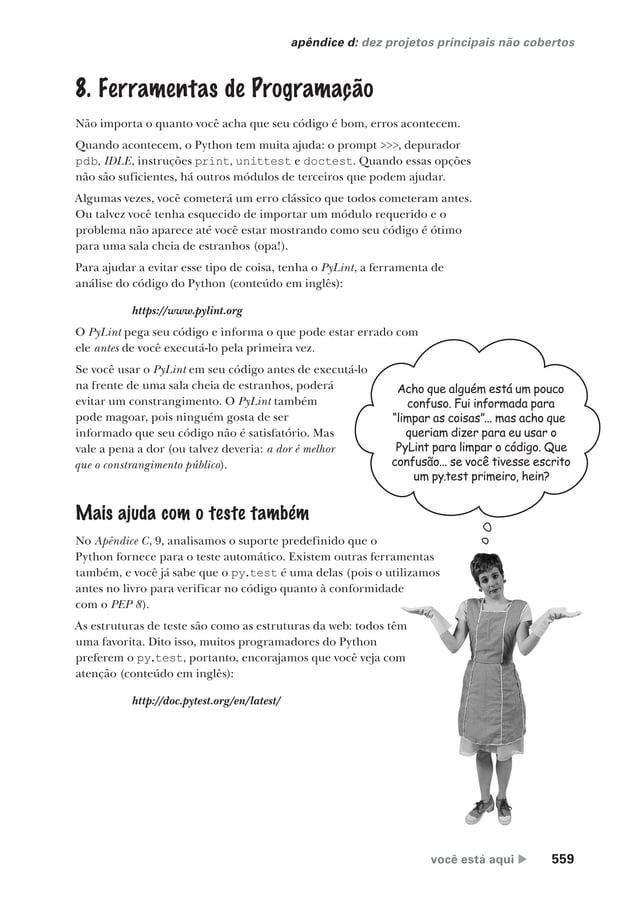 apêndice d: dez projetos principais não cobertos
8. Ferramentas de Programação
Não importa o quanto você acha que seu código é bom, erros acontecem.
Quando acontecem, o Python tem muita ajuda: o prompt >>>, depurador
pdb, IDLE, instruções print, unittest e doctest. Quando essas opções
não são suficientes, há outros módulos de terceiros que podem ajudar.
Algumas vezes, você cometerá um erro clássico que todos cometeram antes.
Ou talvez você tenha esquecido de importar um módulo requerido e o
problema não aparece até você estar mostrando como seu código é ótimo
para uma sala cheia de estranhos (opa!).
Para ajudar a evitar esse tipo de coisa, tenha o PyLint, a ferramenta de
análise do código do Python (conteúdo em inglês):
https://www.pylint.org
O PyLint pega seu código e informa o que pode estar errado com
ele antes de você executá-lo pela primeira vez.
Se você usar o PyLint em seu código antes de executá-lo
na frente de uma sala cheia de estranhos, poderá
evitar um constrangimento. O PyLint também
pode magoar, pois ninguém gosta de ser
informado que seu código não é satisfatório. Mas
vale a pena a dor (ou talvez deveria: a dor é melhor
que o constrangimento público).
Acho que alguém está um pouco
confuso. Fui informada para
“limpar as coisas”... mas acho que
queriam dizer para eu usar o
PyLint para limpar o código. Que
confusão... se você tivesse escrito
um py.test primeiro, hein?
Mais ajuda com o teste também
No Apêndice C, 9, analisamos o suporte predefinido que o
Python fornece para o teste automático. Existem outras ferramentas
também, e você já sabe que o py.test é uma delas (pois o utilizamos
antes no livro para verificar no código quanto à conformidade
com o PEP 8).
As estruturas de teste são como as estruturas da web: todos têm
uma favorita. Dito isso, muitos programadores do Python
preferem o py.test, portanto, encorajamos que você veja com
atenção (conteúdo em inglês):
http://doc.pytest.org/en/latest/
você está aqui ▶ 559